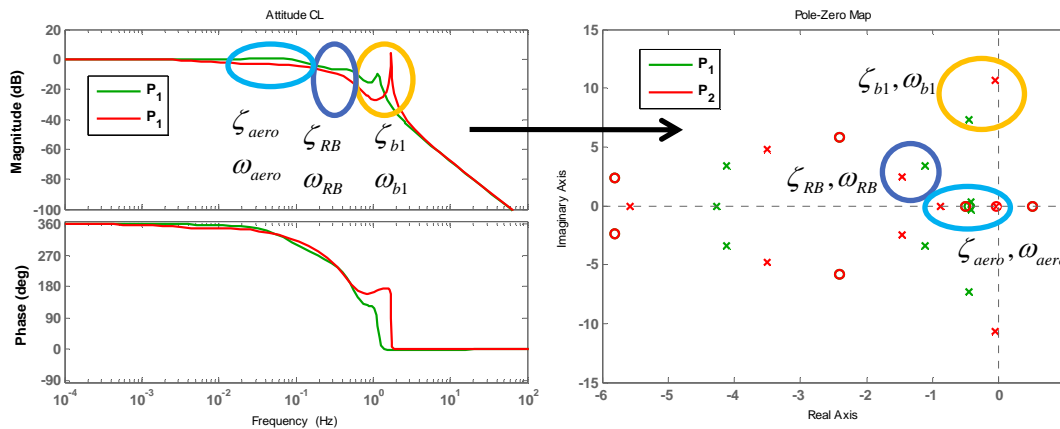 Attitude CL
Magnitude (dB)
20
0
-20
-40
-60
-80
-100
P1
P1
ζaero
ωaero
ζRB
ωRB
ζb1
ωb1
Phase (deg)
360
270
180
90
0
-90
10^-4
10^-3
10^-2
10^-1
10^0
10^1
10^2
Frequency (Hz)
Pole-Zero Map
Imaginary Axis
15
10
5
0
-5
-10
-15
P1
P2
ζb1, ωb1
ζRB, ωRB
ζaero, ωaero
-6
-5
-4
-3
-2
-1
0
Real Axis